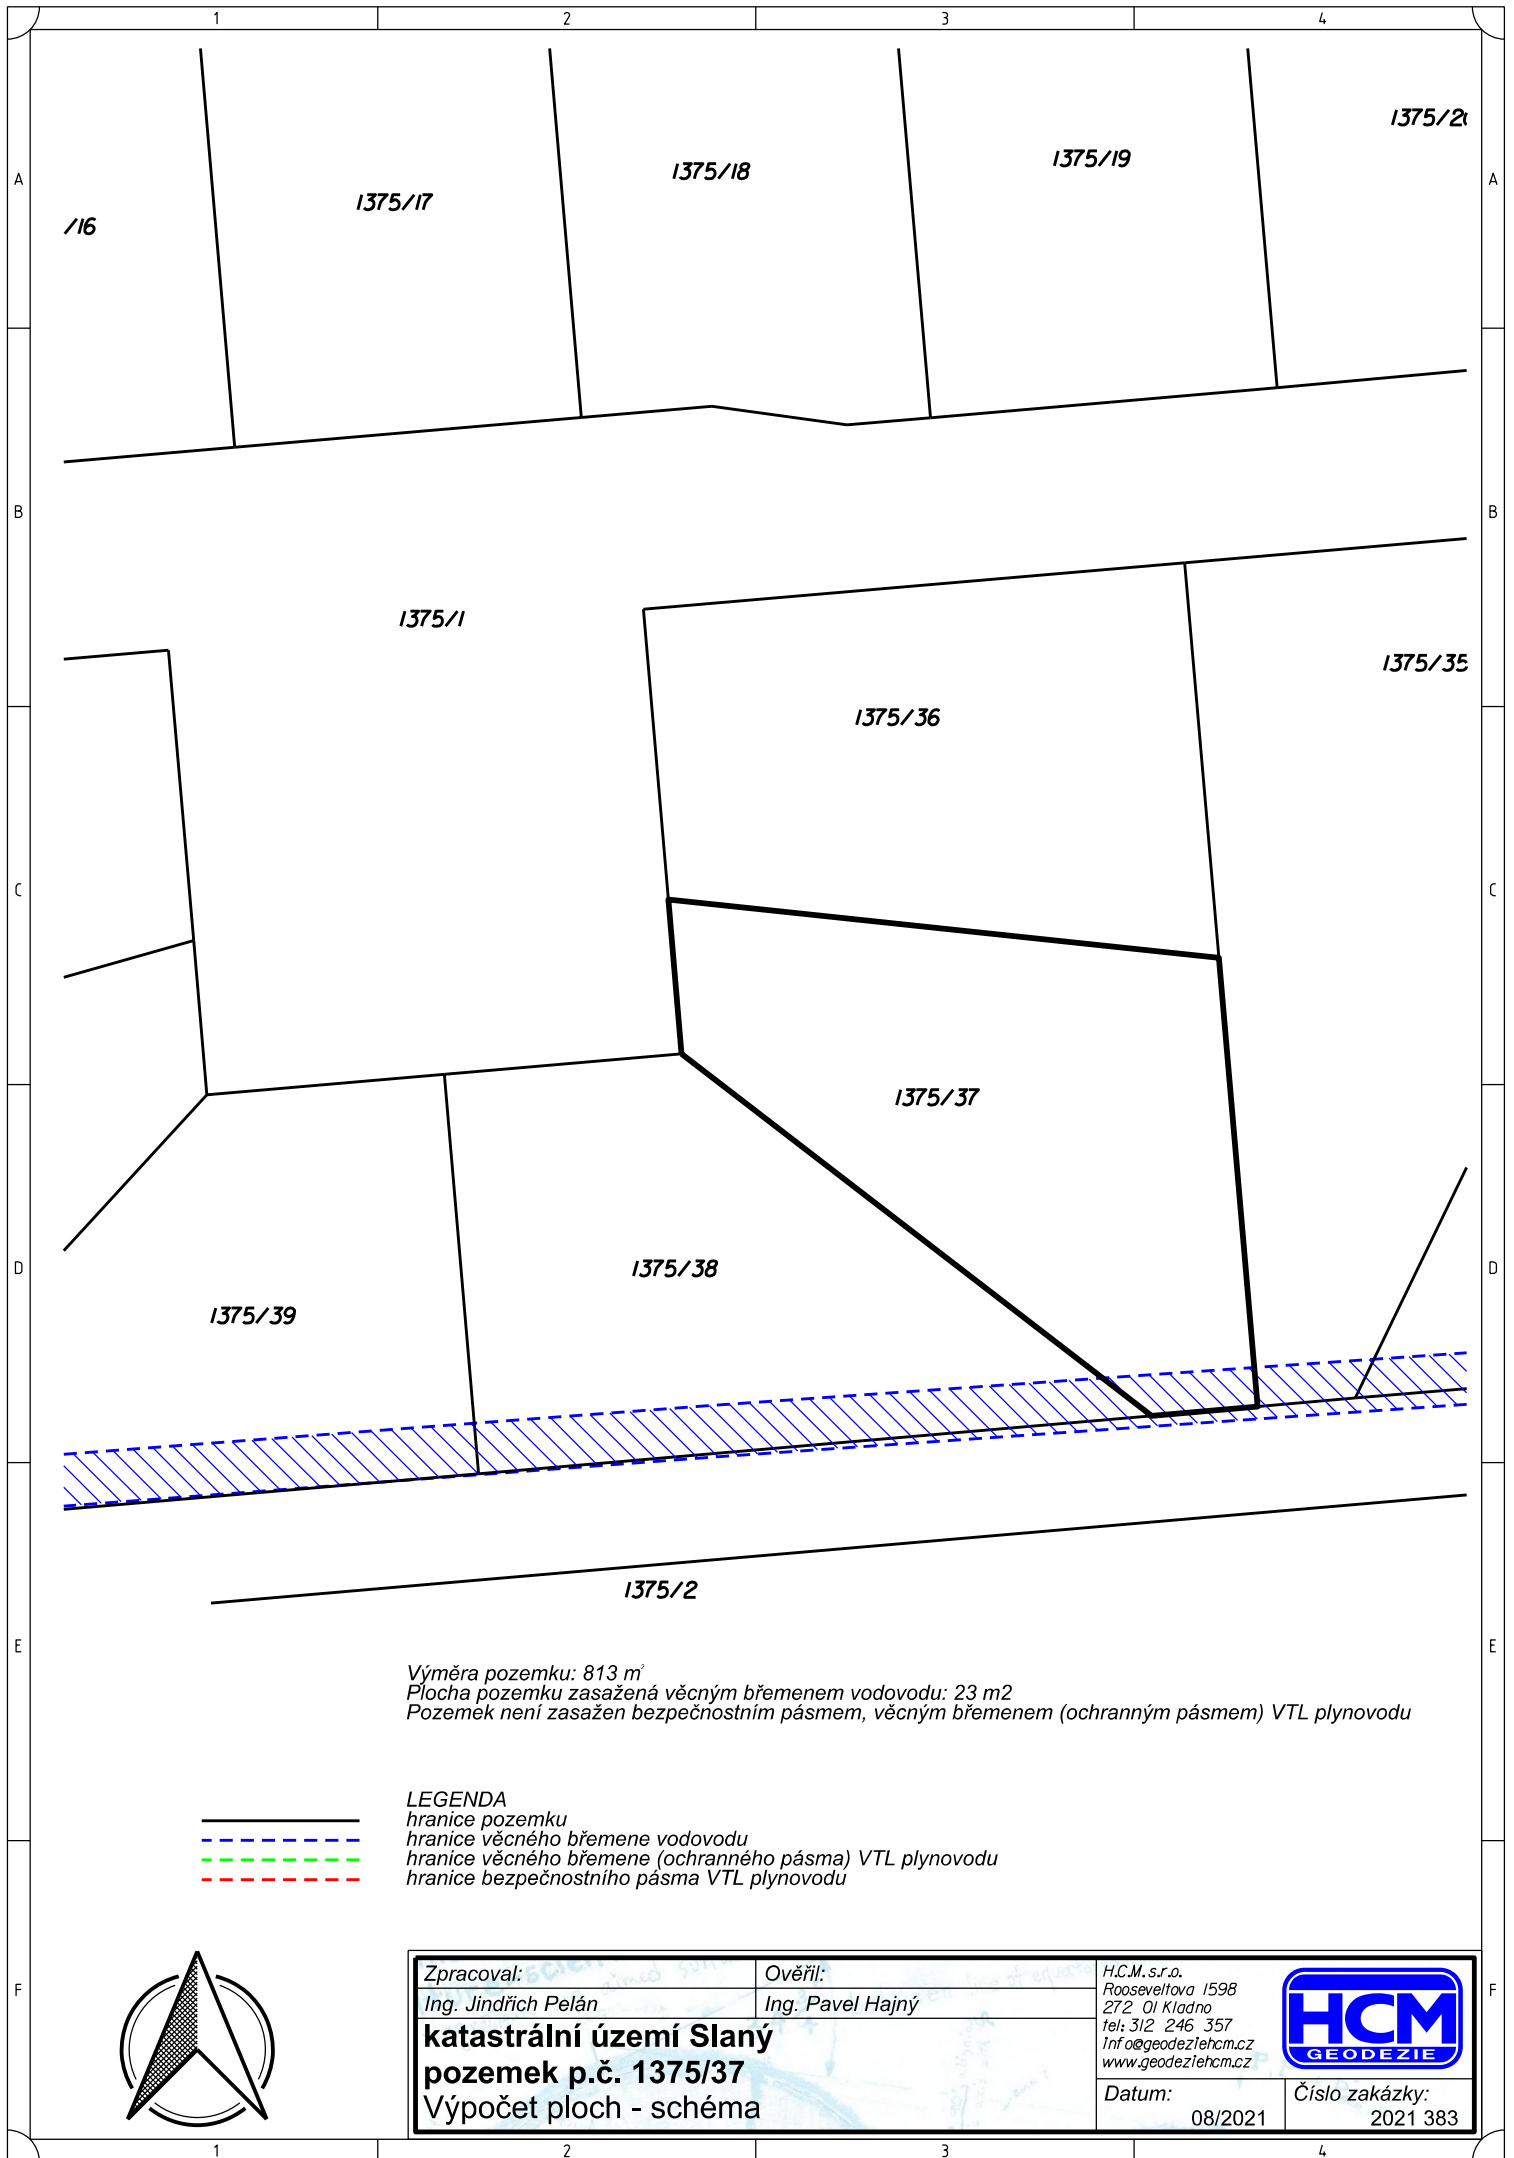 1 2 3 4
A A
B B
C C
D D
E E
F F
1375/2
/16
1375/17
1375/18
1375/19
1375/1
1375/36
1375/35
1375/37
1375/38
1375/39
1375/2
Výměra pozemku: 813 m²
Plocha pozemku zasažená věcným břemenem vodovodu: 23 m2
Pozemek není zasažen bezpečnostním pásmem, věcným břemenem (ochranným pásmem) VTL plynovodu
LEGENDA
hranice pozemku
hranice věcného břemene vodovodu
hranice věcného břemene (ochranného pásma) VTL plynovodu
hranice bezpečnostního pásma VTL plynovodu
Zpracoval:
Ověřil:
Ing. Jindřich Pelán
Ing. Pavel Hajný
katastrální území Slaný
pozemek p.č. 1375/37
Výpočet ploch - schéma
H.C.M. s.r.o.
Rooseveltova 1598
272 01 Kladno
tel: 312 246 357
info@geodeziehcm.cz
www.geodeziehcm.cz
HCM
GEODEZIE
Datum:
08/2021
Číslo zakázky:
2021 383
1 2 3 4